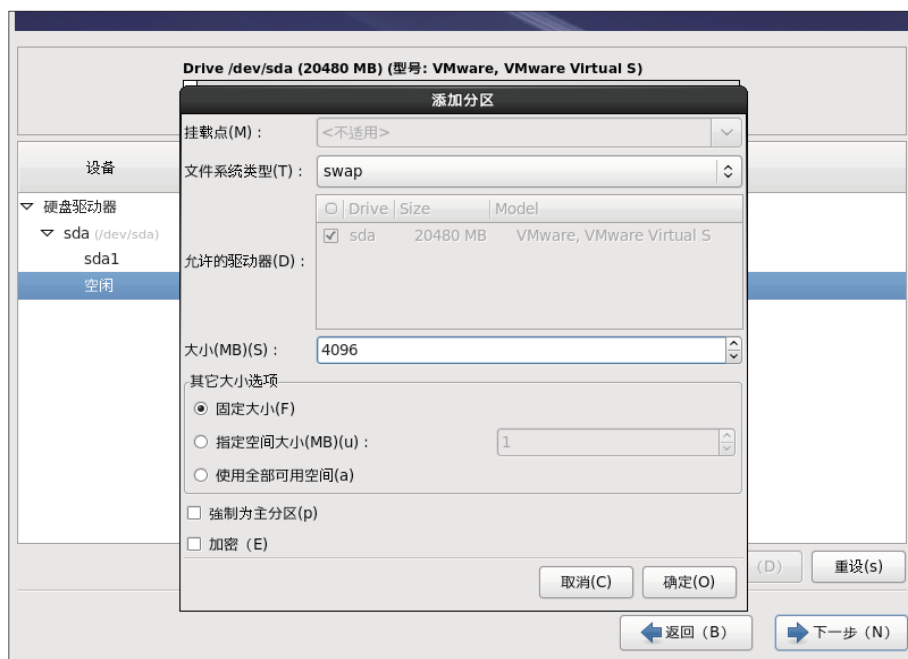 Drive /dev/sda (20480 MB) (型号: VMware, VMware Virtual S)
添加分区
挂载点(M)：
<不适用>
设备
文件系统类型(T)：
swap
硬盘驱动器
sda (/dev/sda)
sda1
空闲
允许的驱动器(D)：
Drive Size Model
sda 20480 MB VMware, VMware Virtual S
大小(MB)(S)：
4096
其它大小选项
固定大小(F)
指定空间大小(MB)(u)：
1
使用全部可用空间(a)
強制为主分区(p)
加密（E)
取消(C)
确定(O)
(D)
重设(s)
返回（B)
下一步（N)